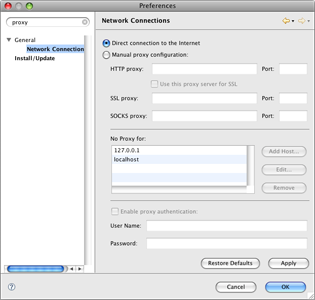 Preferences
proxy
General
Network Connection
Install/Update
Network Connections
Direct connection to the Internet
Manual proxy configuration:
HTTP proxy: Port:
Use this proxy server for SSL
SSL proxy: Port:
SOCKS proxy: Port:
No Proxy for:
127.0.0.1
localhost
Add Host...
Edit...
Remove
Enable proxy authentication:
User Name:
Password:
Restore Defaults Apply
? Cancel OK